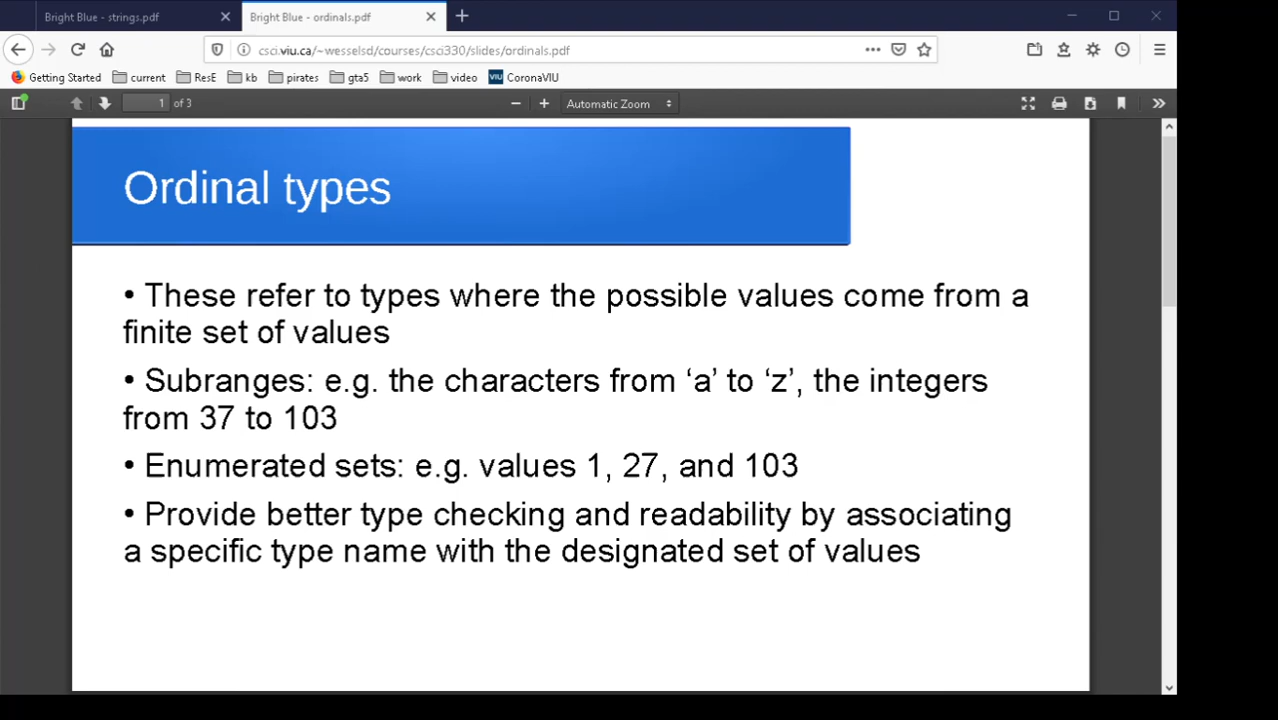 Bright Blue - strings.pdf
Bright Blue - ordinals.pdf
csci.viu.ca/~wesselsd/courses/csci330/slides/ordinals.pdf
Getting Started current ResE kb pirates gta5 work video VIU CoronaVIU
1 of 3 Automatic Zoom
Ordinal types
• These refer to types where the possible values come from a
finite set of values
• Subranges: e.g. the characters from ‘a’ to ‘z’, the integers
from 37 to 103
• Enumerated sets: e.g. values 1, 27, and 103
• Provide better type checking and readability by associating
a specific type name with the designated set of values